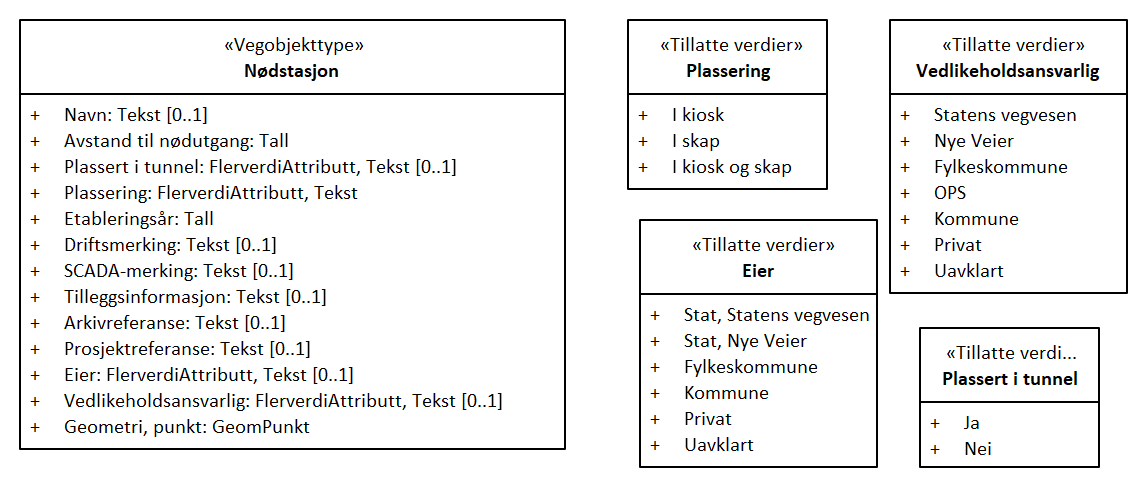 «Vegobjekttype»
Nødstasjon
+ Navn: Tekst [0..1]
+ Avstand til nødutgang: Tall
+ Plassert i tunnel: FlerverdiAttributt, Tekst [0..1]
+ Plassering: FlerverdiAttributt, Tekst
+ Etableringsår: Tall
+ Driftsmerking: Tekst [0..1]
+ SCADA-merking: Tekst [0..1]
+ Tilleggsinformasjon: Tekst [0..1]
+ Arkivreferanse: Tekst [0..1]
+ Prosjektreferanse: Tekst [0..1]
+ Eier: FlerverdiAttributt, Tekst [0..1]
+ Vedlikeholdsansvarlig: FlerverdiAttributt, Tekst [0..1]
+ Geometri, punkt: GeomPunkt
«Tillatte verdier»
Plassering
+ I kiosk
+ I skap
+ I kiosk og skap
«Tillatte verdier»
Eier
+ Stat, Statens vegvesen
+ Stat, Nye Veier
+ Fylkeskommune
+ Kommune
+ Privat
+ Uavklart
«Tillatte verdier»
Vedlikeholdsansvarlig
+ Statens vegvesen
+ Nye Veier
+ Fylkeskommune
+ OPS
+ Kommune
+ Privat
+ Uavklart
«Tillatte verdi...
Plassert i tunnel
+ Ja
+ Nei